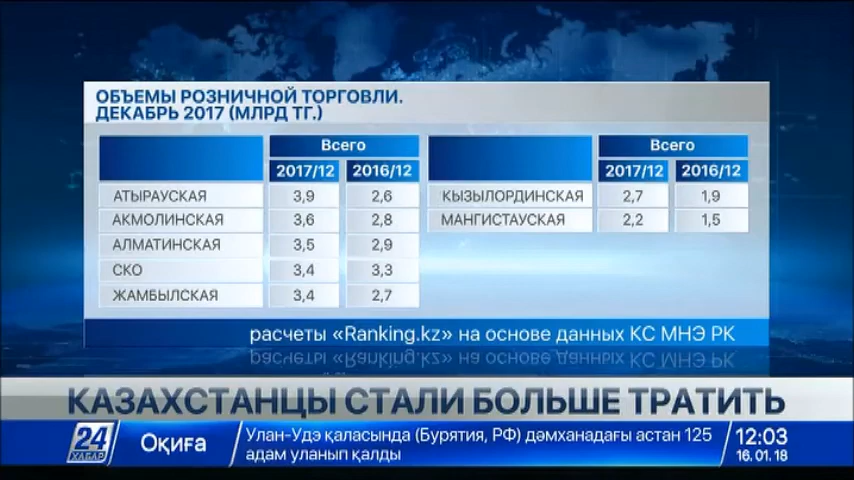 ОБЪЕМЫ РОЗНИЧНОЙ ТОРГОВЛИ.
ДЕКАБРЬ 2017 (МЛРД ТГ.)
Всего
2017/12 2016/12
АТЫРАУСКАЯ 3,9 2,6
АКМОЛИНСКАЯ 3,6 2,8
АЛМАТИНСКАЯ 3,5 2,9
СКО 3,4 3,3
ЖАМБЫЛСКАЯ 3,4 2,7
Всего
2017/12 2016/12
КЫЗЫЛОРДИНСКАЯ 2,7 1,9
МАНГИСТАУСКАЯ 2,2 1,5
расчеты «Ranking.kz» на основе данных КС МНЭ РК
КАЗАХСТАНЦЫ СТАЛИ БОЛЬШЕ ТРАТИТЬ
24
ХАБАР
Оқиға
Улан-Удэ қаласында (Бурятия, РФ) дәмханадағы астан 125
адам уланып қалды
12:03
16.01.18